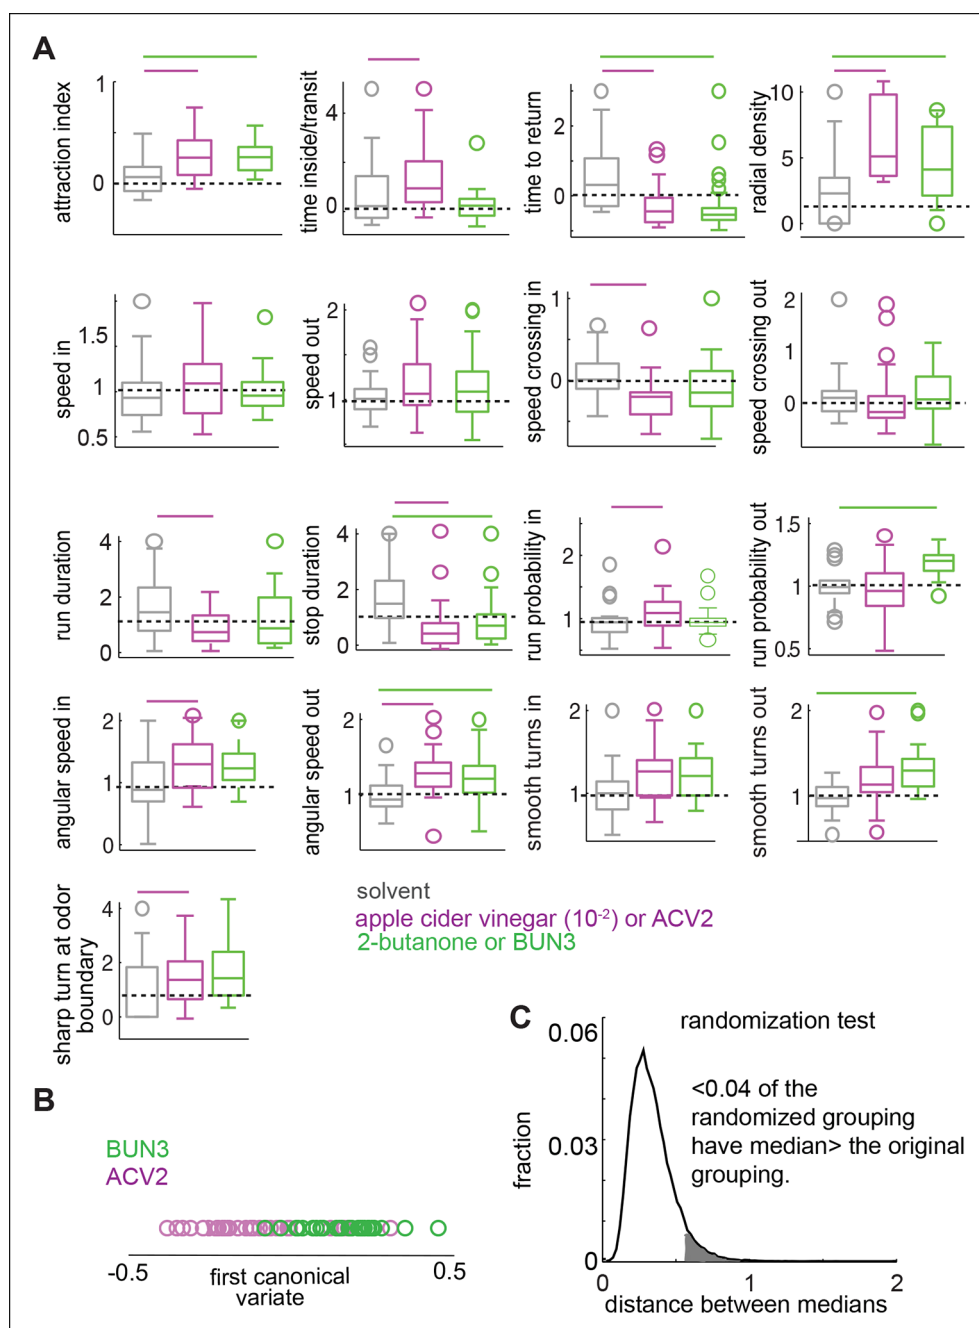 A
attraction index
1
0
time inside/transit
4
2
0
time to return
2
1
0
radial density
10
5
0
speed in
1.5
1
0.5
speed out
2
1
speed crossing in
1
0
speed crossing out
2
1
0
run duration
4
2
0
stop duration
4
2
0
run probability in
2
1
run probability out
1.5
1
0.5
angular speed in
2
1
0
angular speed out
2
1
smooth turns in
2
1
smooth turns out
2
1
sharp turn at odor
boundary
4
2
0
solvent
apple cider vinegar (10⁻²) or ACV2
2-butanone or BUN3
B
BUN3
ACV2
-0.5
0.5
first canonical
variate
C
randomization test
<0.04 of the
randomized grouping
have median> the original
grouping.
fraction
0.06
0.03
0
0
1
2
distance between medians